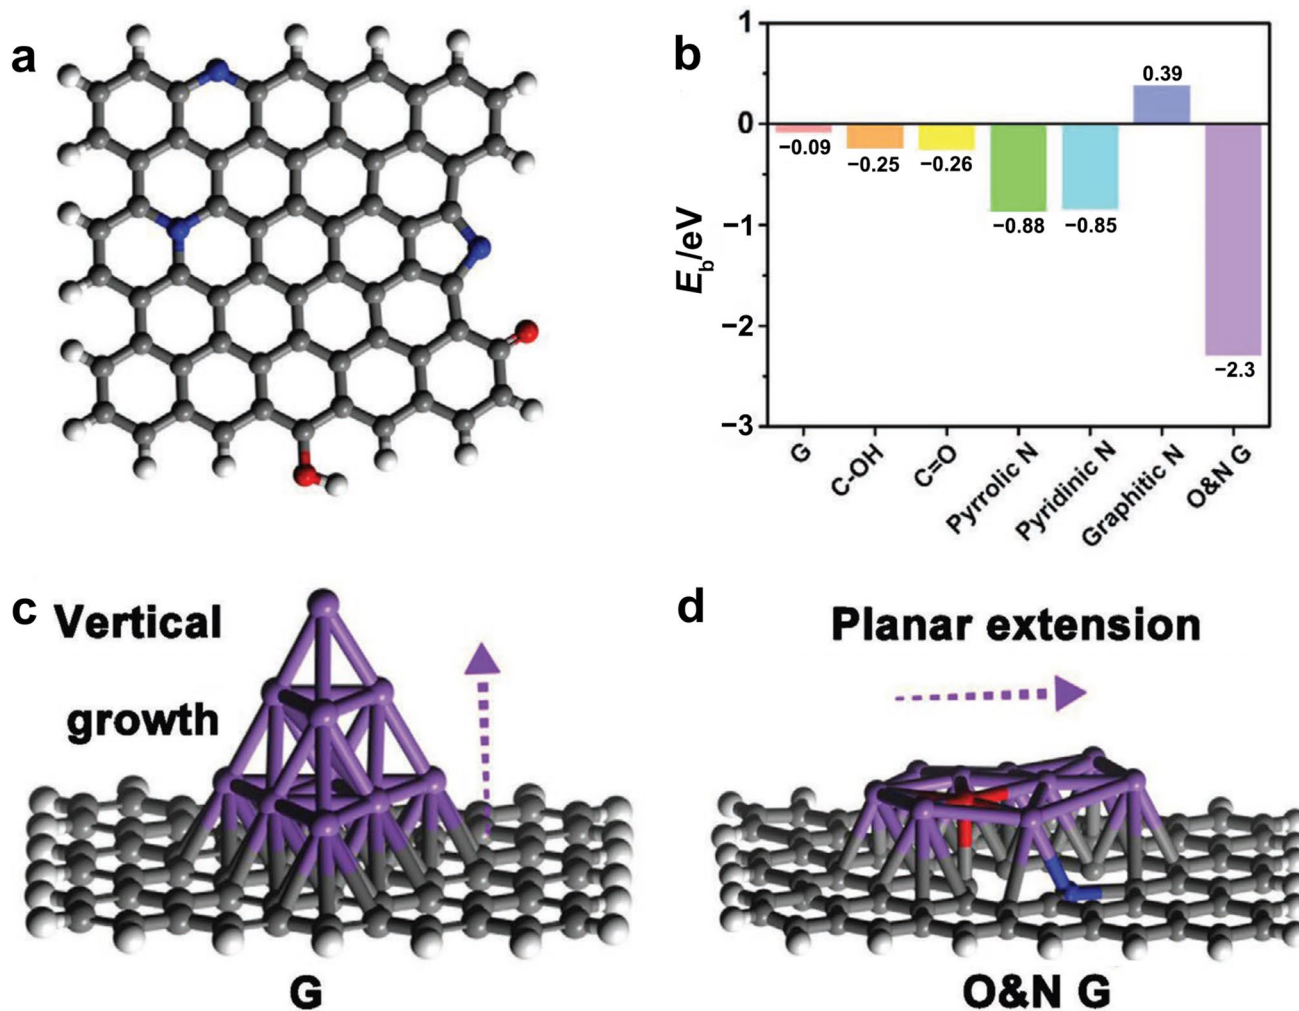 a
b
E_b/eV
1
0
−1
−2
−3
−0.09
−0.25
−0.26
−0.88
−0.85
0.39
−2.3
G
C-OH
C=O
Pyrrolic N
Pyridinic N
Graphitic N
O&N G
c
Vertical
growth
G
d
Planar extension
O&N G